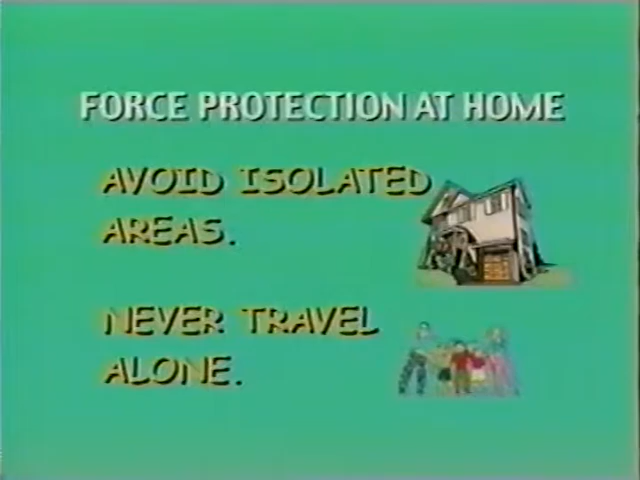 FORCE PROTECTION AT HOME
AVOID ISOLATED
AREAS.
NEVER TRAVEL
ALONE.